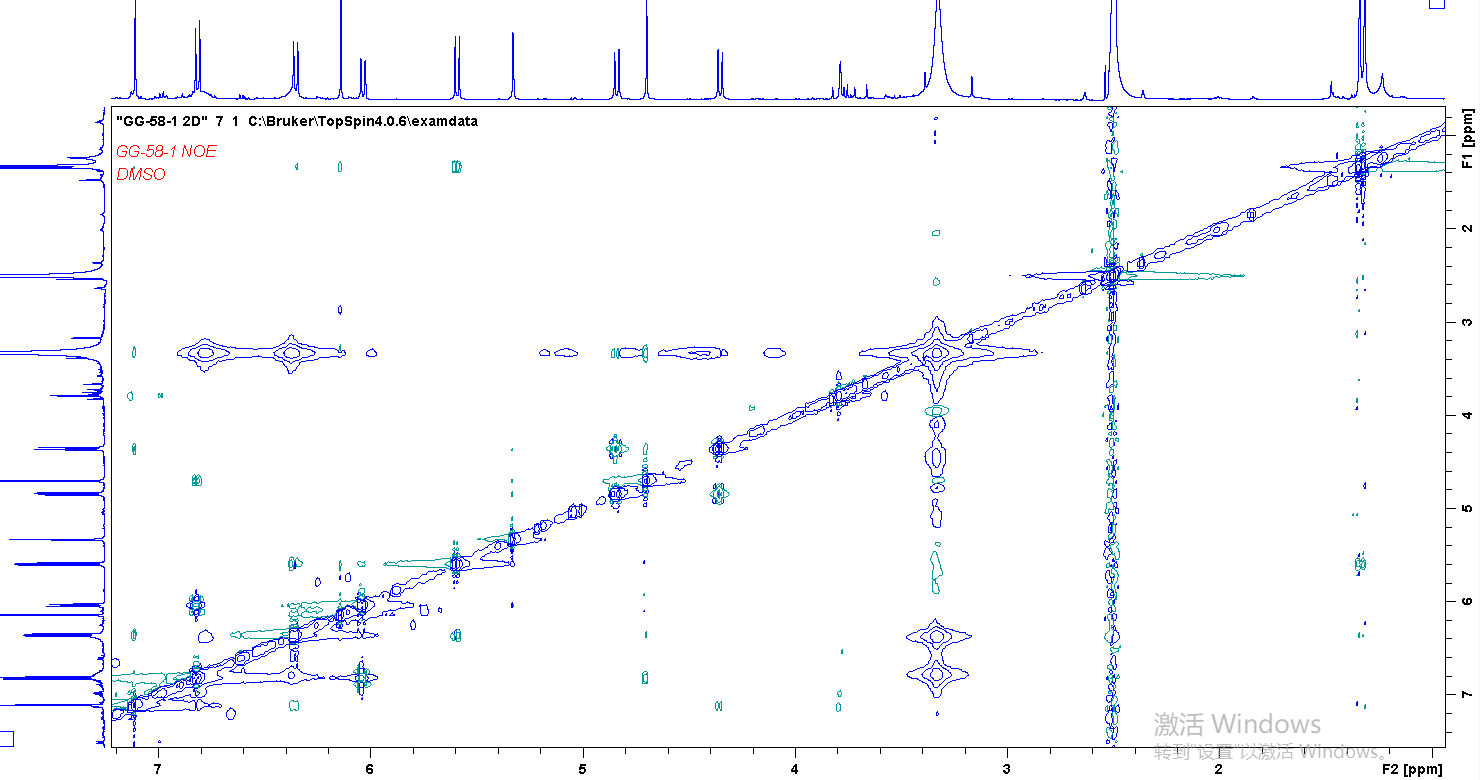 "GG-58-1 2D" 7 1 C:\Bruker\TopSpin4.0.6\examdata
GG-58-1 NOE
DMSO
F1 [ppm]
2
3
4
5
6
7
激活 Windows
转到"设置"以激活 Windows。
7 6 5 4 3 2 F2 [ppm]